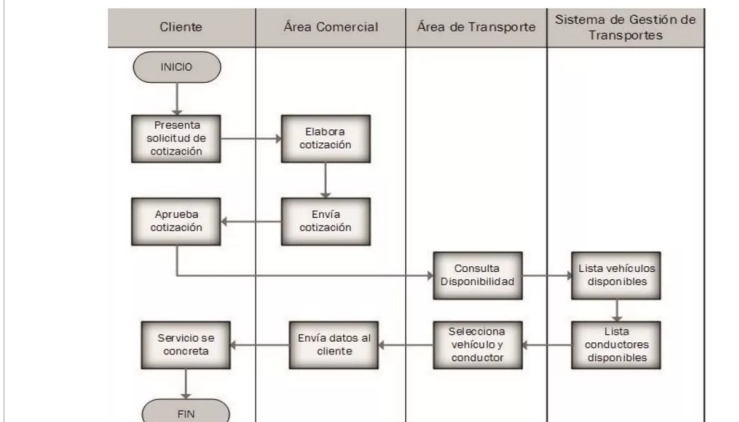 Cliente
Área Comercial
Área de Transporte
Sistema de Gestión de
Transportes
INICIO
Presenta
solicitud de
cotización
Elabora
cotización
Aprueba
cotización
Envía
cotización
Consulta
Disponibilidad
Lista vehículos
disponibles
Servicio se
concreta
Envía datos al
cliente
Selecciona
vehículo y
conductor
Lista
conductores
disponibles
FIN